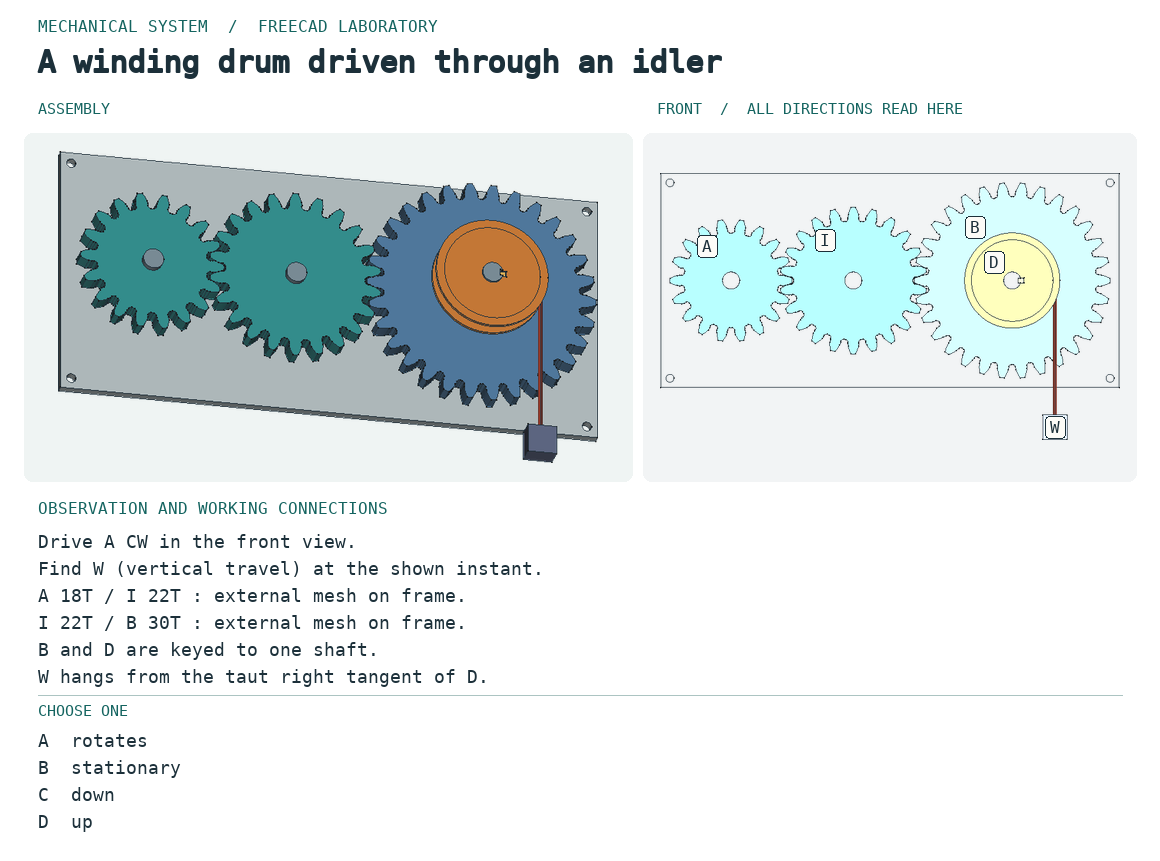 MECHANICAL SYSTEM / FREECAD LABORATORY
A winding drum driven through an idler
ASSEMBLY
FRONT / ALL DIRECTIONS READ HERE
A
I
B
D
W
OBSERVATION AND WORKING CONNECTIONS
Drive A CW in the front view.
Find W (vertical travel) at the shown instant.
A 18T / I 22T : external mesh on frame.
I 22T / B 30T : external mesh on frame.
B and D are keyed to one shaft.
W hangs from the taut right tangent of D.
CHOOSE ONE
A rotates
B stationary
C down
D up